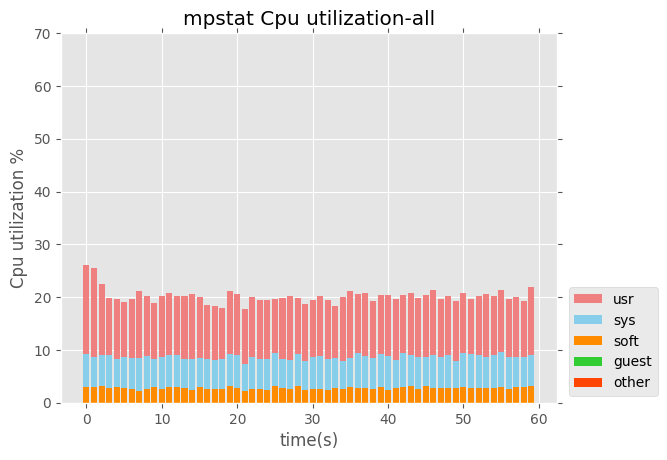 mpstat Cpu utilization-all
Cpu utilization %
70
60
50
40
30
20
10
0
0 10 20 30 40 50 60
time(s)
usr
sys
soft
guest
other